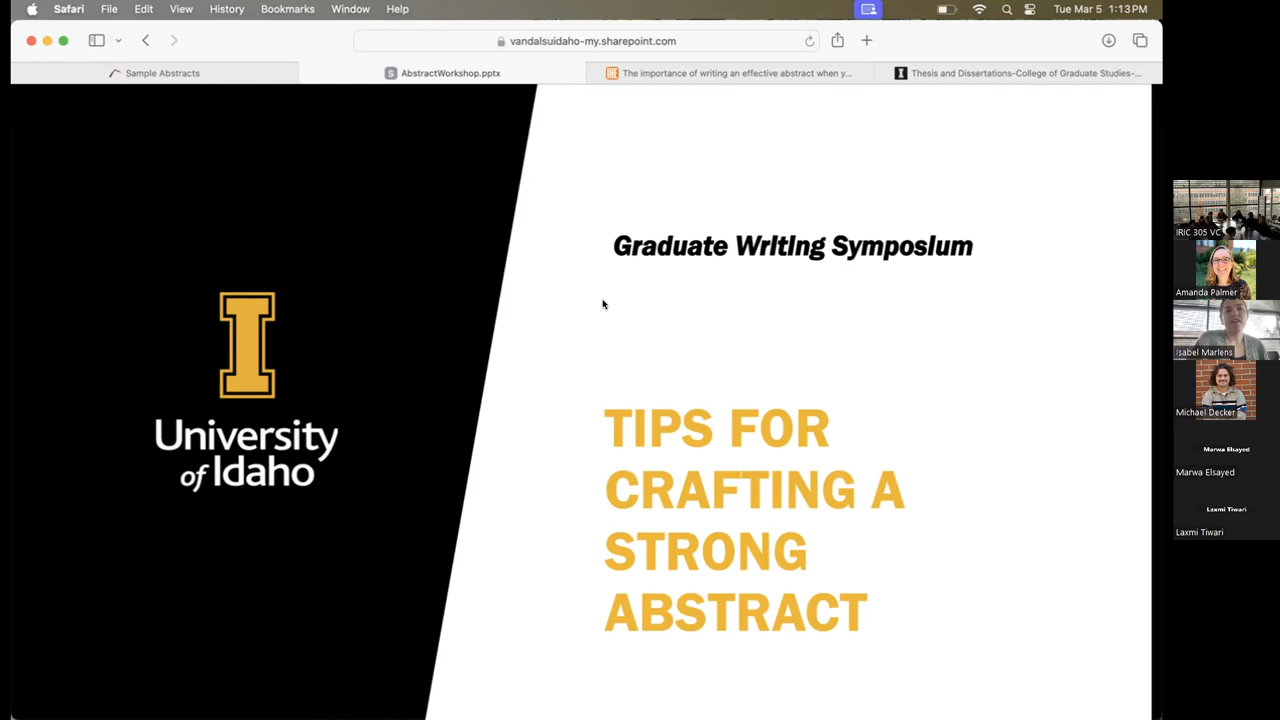 Safari File Edit View History Bookmarks Window Help Tue Mar 5 1:13 PM
vandalsuidaho-my.sharepoint.com
Sample Abstracts
S AbstractWorkshop.pptx
The importance of writing an effective abstract when y...
I Thesis and Dissertations-College of Graduate Studies-...
I
University
of Idaho
Graduate Writing Symposium
TIPS FOR
CRAFTING A
STRONG
ABSTRACT
IRIC 305 VC
Amanda Palmer
Isabel Marlens
Michael Decker
Marwa Elsayed
Marwa Elsayed
Laxmi Tiwari
Laxmi Tiwari